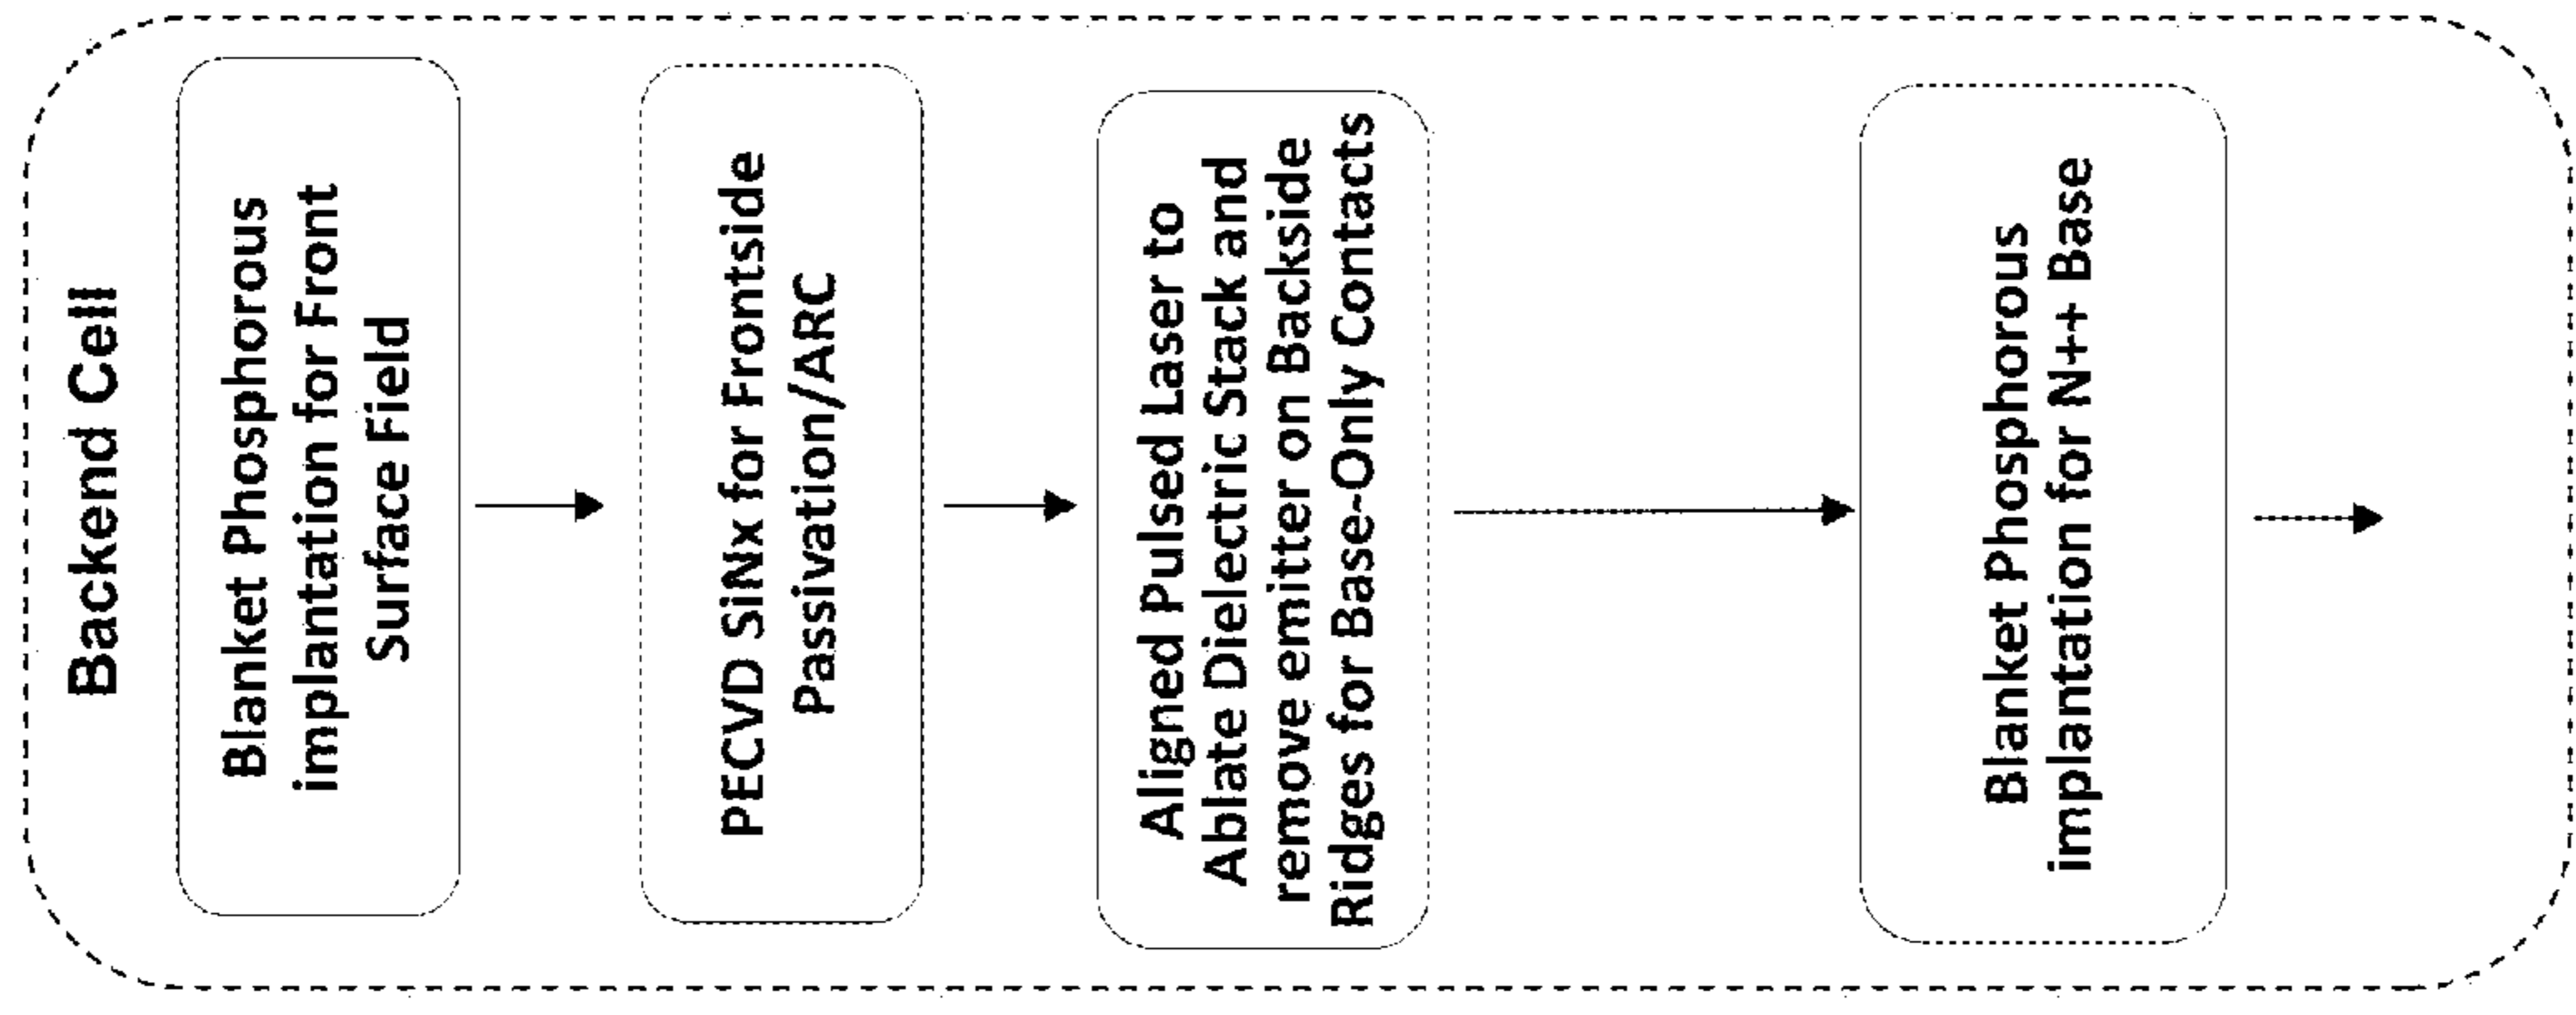 Backend Cell
Blanket Phosphorous
implantation for Front
Surface Field
PECVD SiNx for Frontside
Passivation/ARC
Aligned Pulsed Laser to
Ablate Dielectric Stack and
remove emitter on Backside
Ridges for Base-Only Contacts
Blanket Phosphorous
implantation for N++ Base